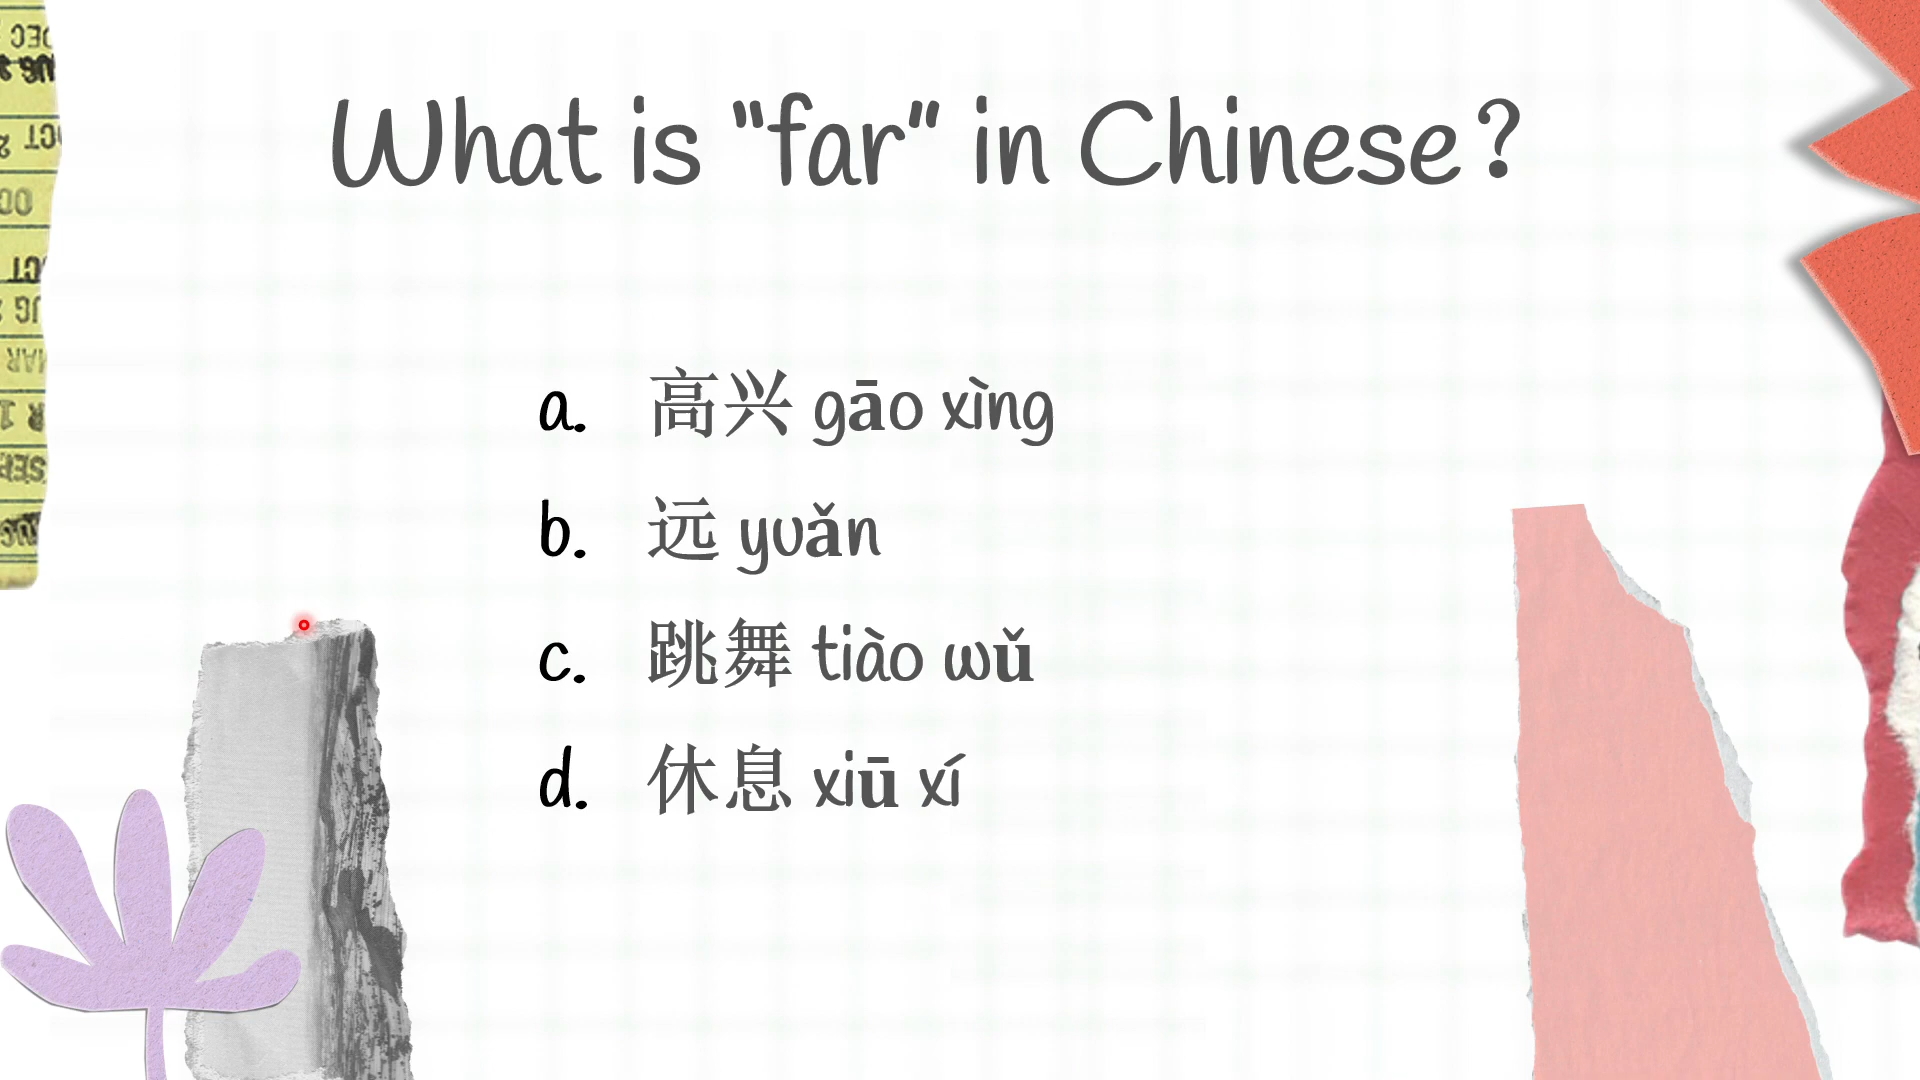 What is "far" in Chinese?
a. 高兴 gāo xìng
b. 远 yuǎn
c. 跳舞 tiào wǔ
d. 休息 xiū xí